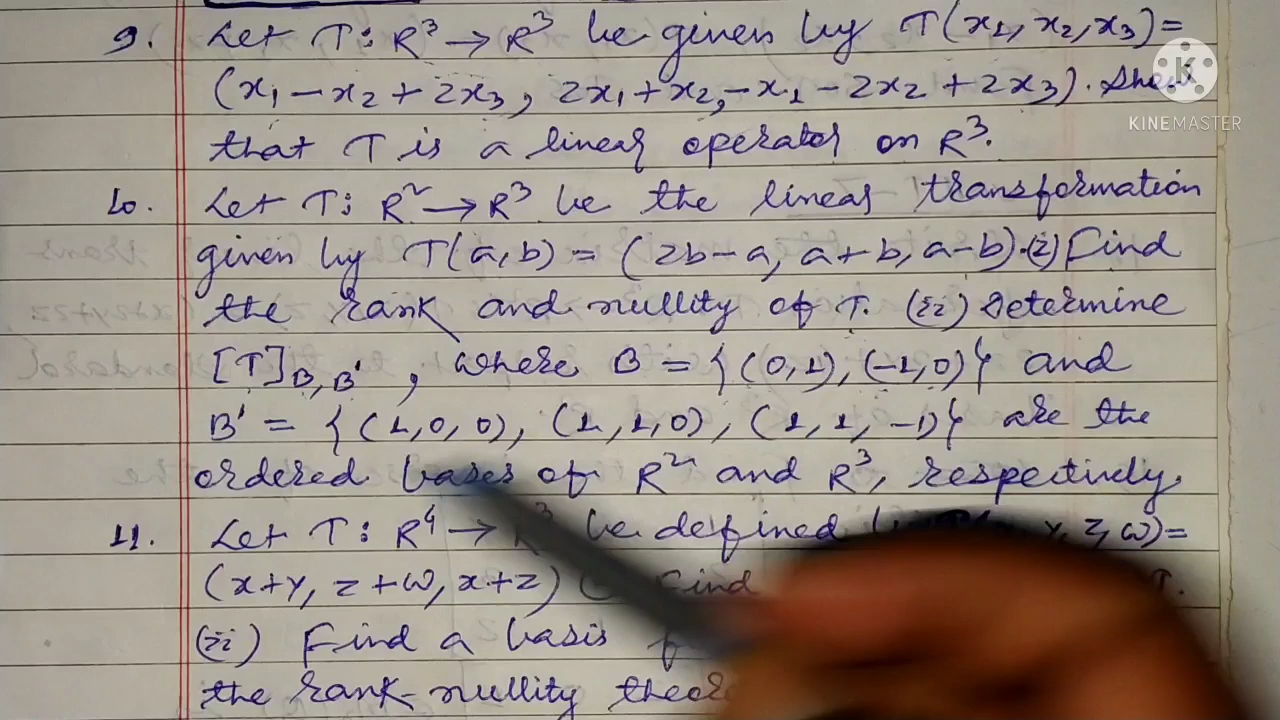 9. Let T: R³ → R³ be given by T(x₁, x₂, x₃) =
(x₁ - x₂ + 2x₃, 2x₁ + x₂, -x₁ - 2x₂ + 2x₃).
KINEMASTER
that T is a linear operator on R³.
10. Let T: R² → R³ be the linear transformation
given by T(a, b) = (2b - a, a + b, a - b). (i) Find
the rank and nullity of T. (ii) Determine
[T]B, B', where B = {(0,1), (-1,0)} and
B' = {(1,0,0), (1,1,0), (1,1,-1)} are the
ordered bases of R² and R³, respectively.
11. Let T: R⁴ → R³ be defined Y, Z, W) =
(x+y, z+w, x+z) Find T.
(ii) Find a basis
the rank-nullity